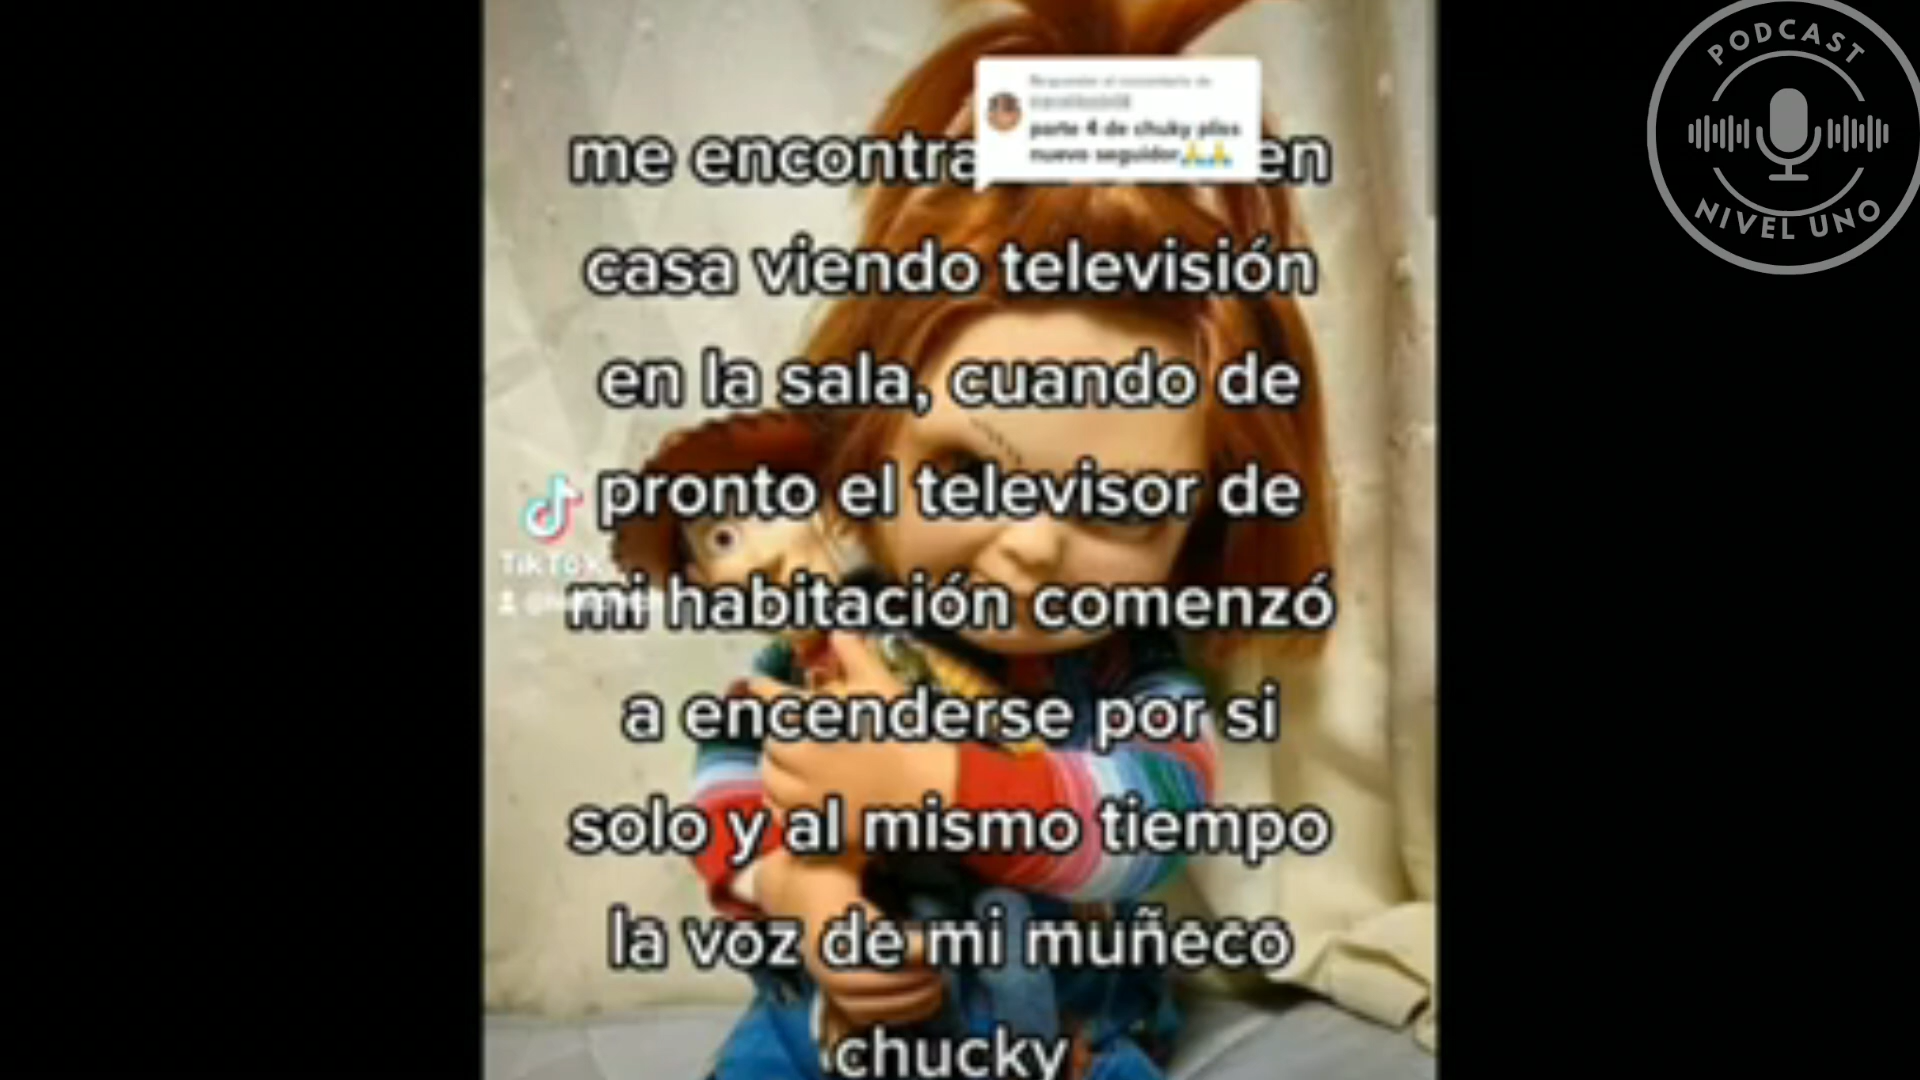 PODCAST
NIVEL UNO
parte 4 de chuky pliss
nuevo seguidor🙏🙏
me encontra en
casa viendo televisión
en la sala, cuando de
pronto el televisor de
TikTok
mi habitación comenzó
a encenderse por si
solo y al mismo tiempo
la voz de mi muñeco
chucky